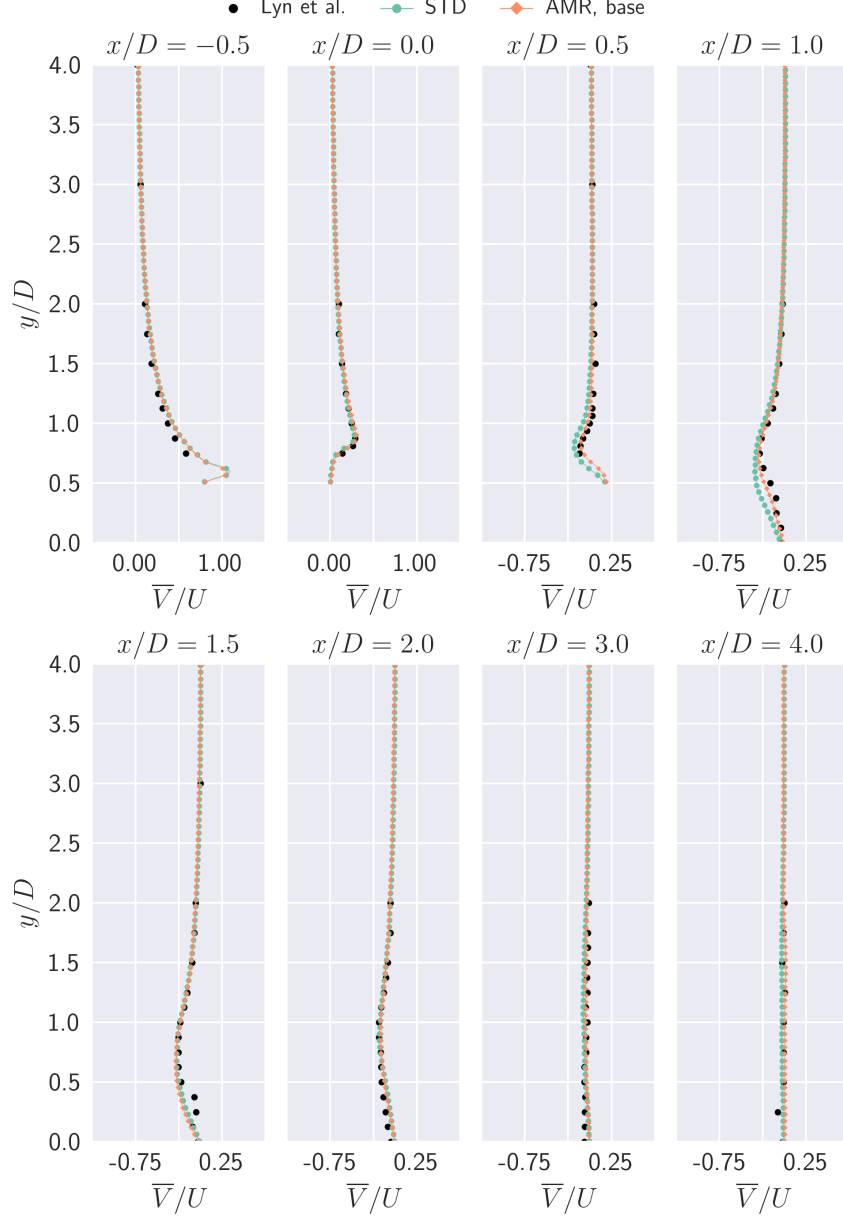 Lyn et al. STD AMR, base
x/D = −0.5 x/D = 0.0 x/D = 0.5 x/D = 1.0
4.0
3.5
3.0
2.5
2.0
1.5
1.0
0.5
0.0
y/D
0.00 1.00 0.00 1.00 -0.75 0.25 -0.75 0.25
V̅/U V̅/U V̅/U V̅/U
x/D = 1.5 x/D = 2.0 x/D = 3.0 x/D = 4.0
4.0
3.5
3.0
2.5
2.0
1.5
1.0
0.5
0.0
y/D
-0.75 0.25 -0.75 0.25 -0.75 0.25 -0.75 0.25
V̅/U V̅/U V̅/U V̅/U